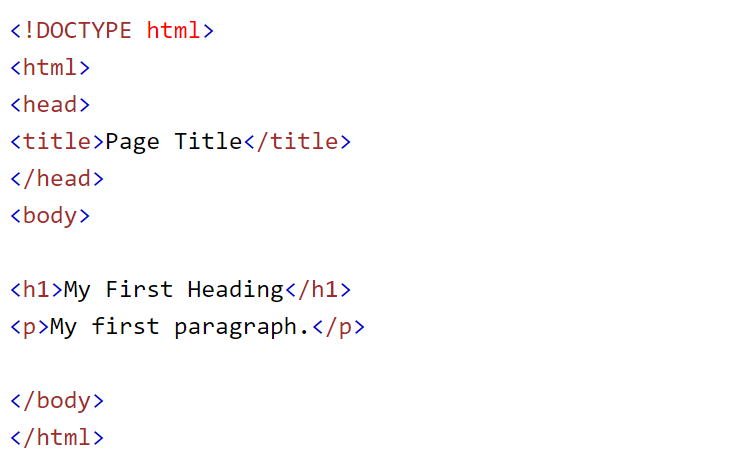 <!DOCTYPE html>
<html>
<head>
<title>Page Title</title>
</head>
<body>
<h1>My First Heading</h1>
<p>My first paragraph.</p>
</body>
</html>